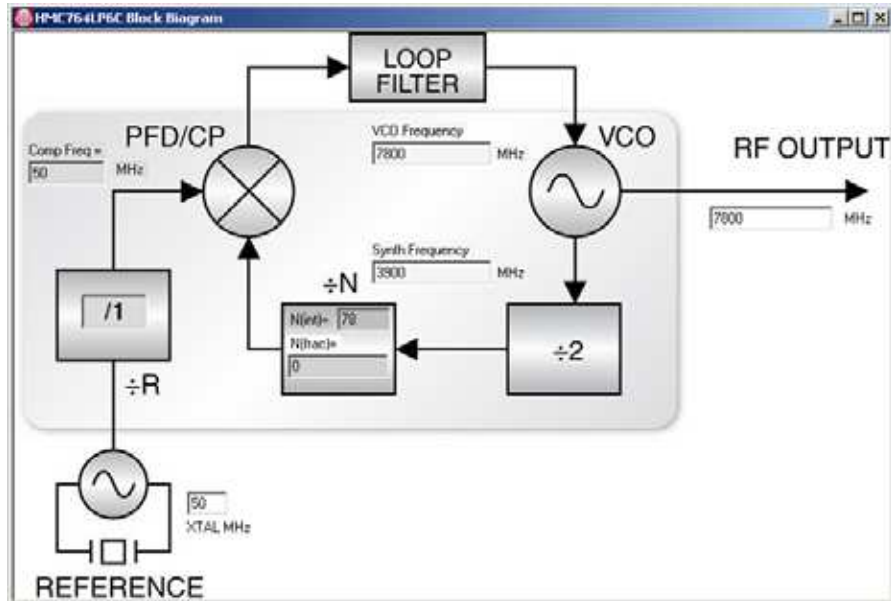 HMC764LP6C Block Biagram
LOOP
FILTER
PFD/CP
VCO Frequency
7800
MHz
VCO
RF OUTPUT
7800
MHz
Comp Freq =
50
MHz
Synth Frequency
3900
MHz
÷N
N(int)= 78
N(frac)=
0
÷2
/1
÷R
50
XTAL MHz
REFERENCE